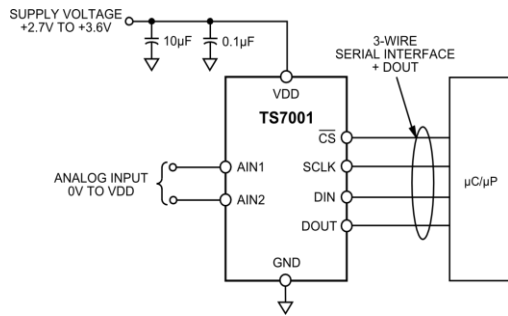 SUPPLY VOLTAGE
+2.7V TO +3.6V
10µF
0.1µF
3-WIRE
SERIAL INTERFACE
+ DOUT
VDD
TS7001
CS
SCLK
DIN
DOUT
AIN1
AIN2
ANALOG INPUT
0V TO VDD
µC/µP
GND